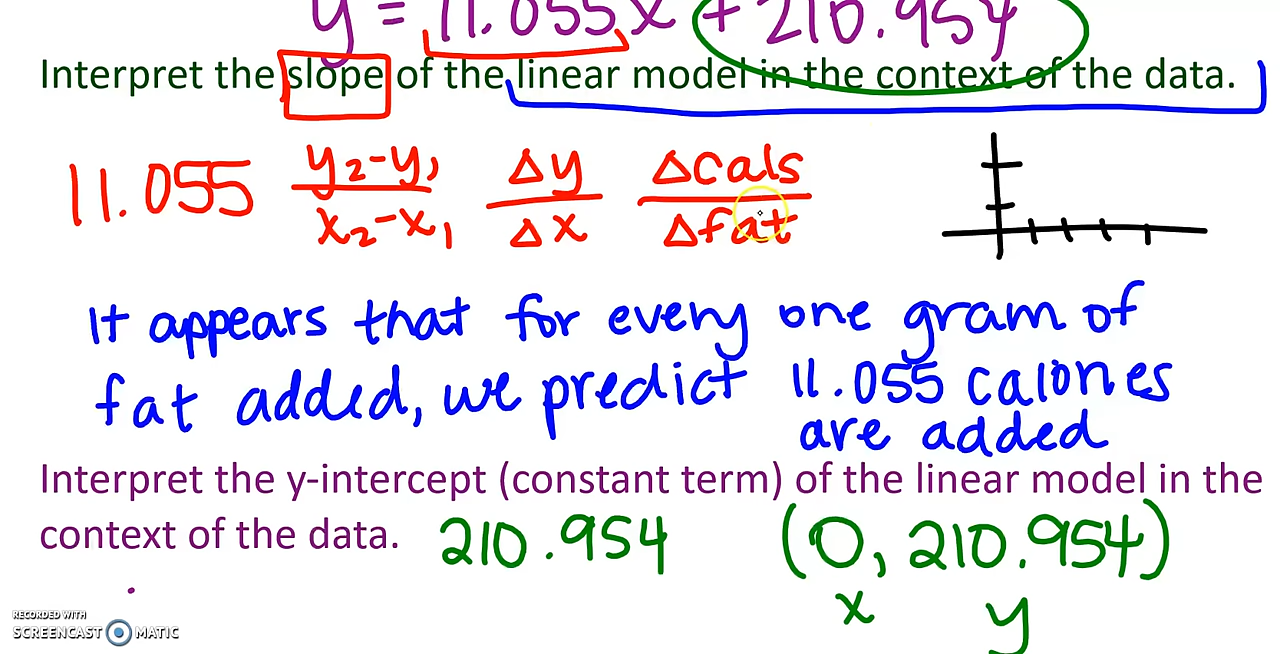 y = 11.055x + 210.954
Interpret the slope of the linear model in the context of the data.
11.055 y₂-y₁ Δy Δcals
x₂-x₁ Δx Δfat
It appears that for every one gram of
fat added, we predict 11.055 calories
are added
Interpret the y-intercept (constant term) of the linear model in the
context of the data. 210.954 (0, 210.954)
x y
RECORDED WITH
SCREENCAST MATIC